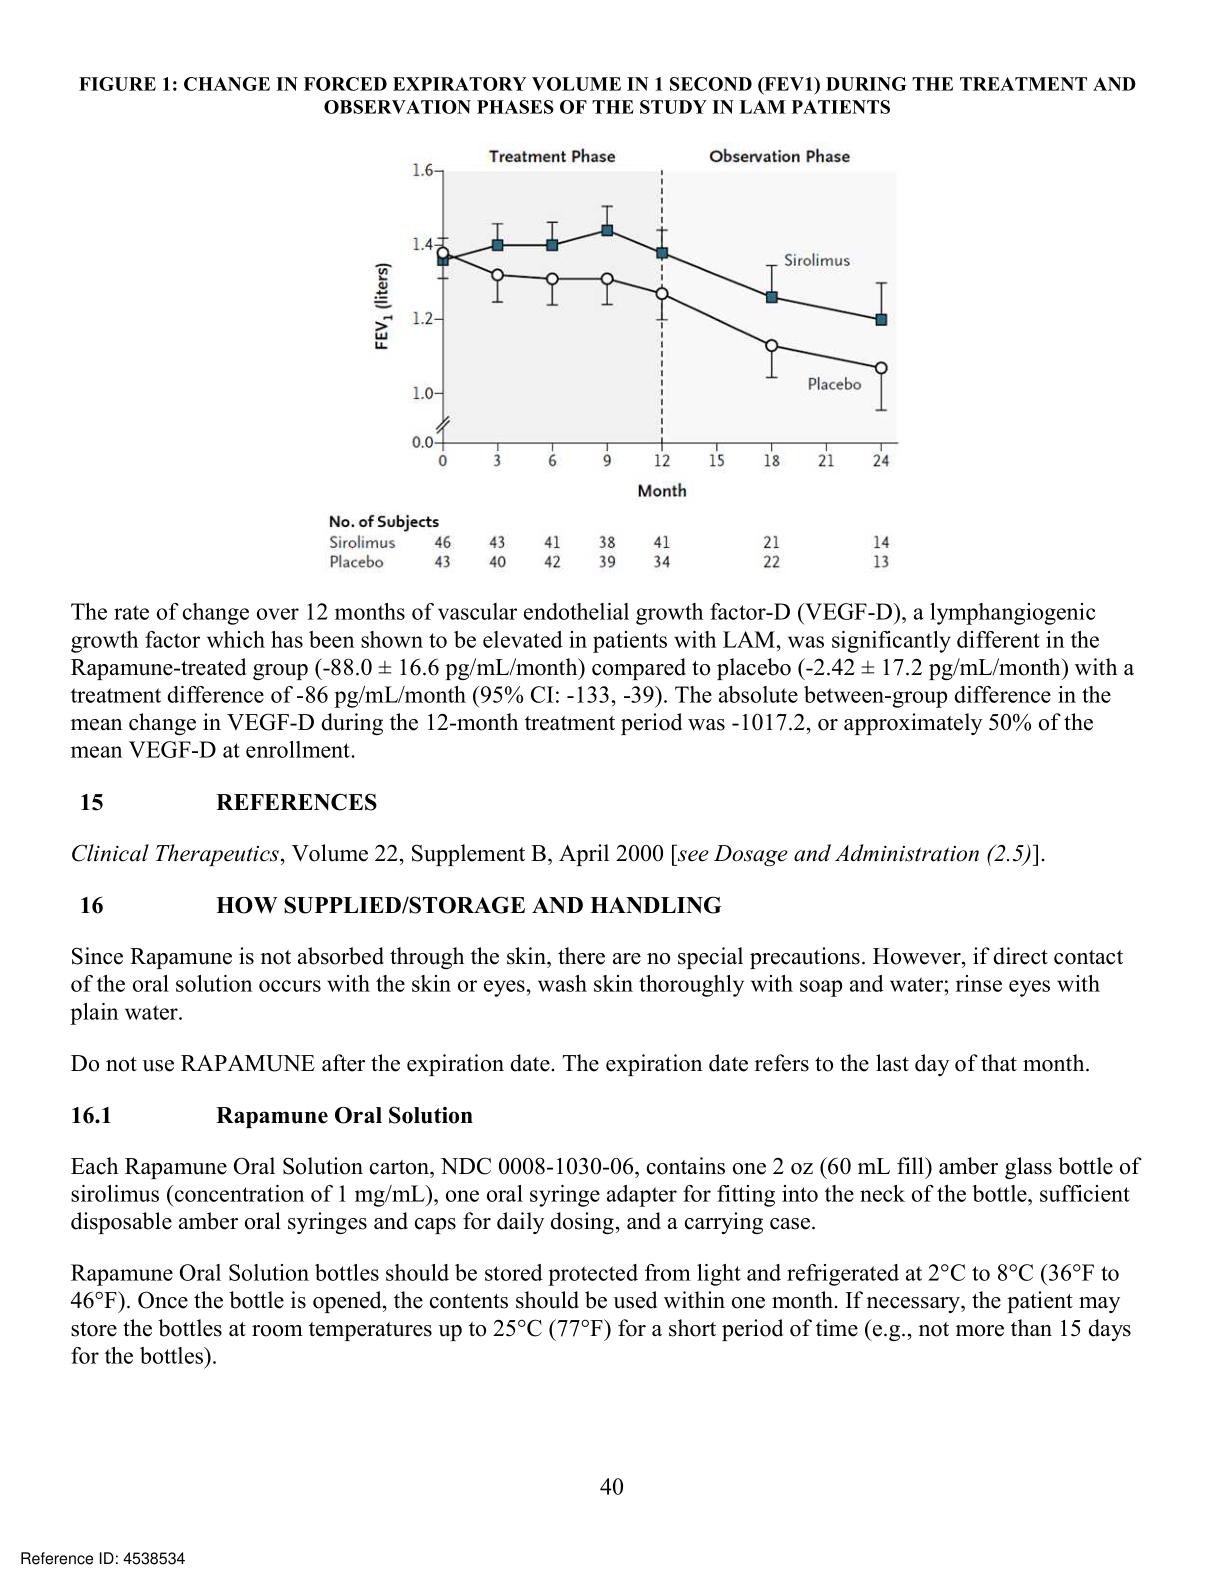 FIGURE 1: CHANGE IN FORCED EXPIRATORY VOLUME IN 1 SECOND (FEV1) DURING THE TREATMENT AND
OBSERVATION PHASES OF THE STUDY IN LAM PATIENTS
Treatment Phase Observation Phase
1.6
1.4
1.2
1.0
0.0
FEV1 (liters)
Sirolimus
Placebo
0 3 6 9 12 15 18 21 24
Month
No. of Subjects
Sirolimus 46 43 41 38 41 21 14
Placebo 43 40 42 39 34 22 13
The rate of change over 12 months of vascular endothelial growth factor-D (VEGF-D), a lymphangiogenic
growth factor which has been shown to be elevated in patients with LAM, was significantly different in the
Rapamune-treated group (-88.0 ± 16.6 pg/mL/month) compared to placebo (-2.42 ± 17.2 pg/mL/month) with a
treatment difference of -86 pg/mL/month (95% CI: -133, -39). The absolute between-group difference in the
mean change in VEGF-D during the 12-month treatment period was -1017.2, or approximately 50% of the
mean VEGF-D at enrollment.
15 REFERENCES
Clinical Therapeutics, Volume 22, Supplement B, April 2000 [see Dosage and Administration (2.5)].
16 HOW SUPPLIED/STORAGE AND HANDLING
Since Rapamune is not absorbed through the skin, there are no special precautions. However, if direct contact
of the oral solution occurs with the skin or eyes, wash skin thoroughly with soap and water; rinse eyes with
plain water.
Do not use RAPAMUNE after the expiration date. The expiration date refers to the last day of that month.
16.1 Rapamune Oral Solution
Each Rapamune Oral Solution carton, NDC 0008-1030-06, contains one 2 oz (60 mL fill) amber glass bottle of
sirolimus (concentration of 1 mg/mL), one oral syringe adapter for fitting into the neck of the bottle, sufficient
disposable amber oral syringes and caps for daily dosing, and a carrying case.
Rapamune Oral Solution bottles should be stored protected from light and refrigerated at 2°C to 8°C (36°F to
46°F). Once the bottle is opened, the contents should be used within one month. If necessary, the patient may
store the bottles at room temperatures up to 25°C (77°F) for a short period of time (e.g., not more than 15 days
for the bottles).
40
Reference ID: 4538534